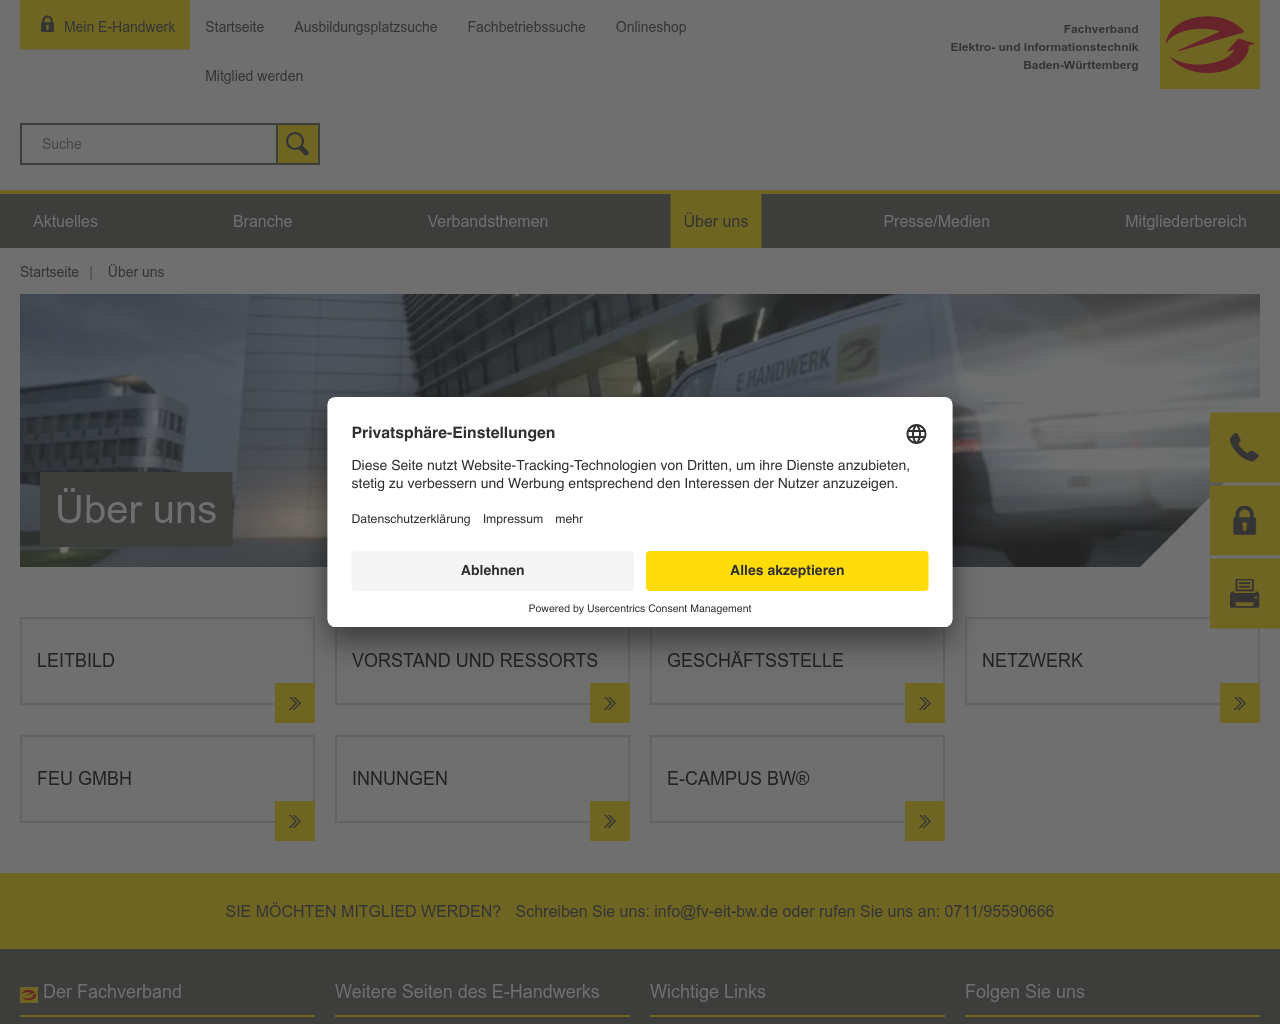 Mein E-Handwerk
Startseite
Ausbildungsplatzsuche
Fachbetriebssuche
Onlineshop
Mitglied werden
Fachverband
Elektro- und Informationstechnik
Baden-Württemberg
Suche
Aktuelles
Branche
Verbandsthemen
Über uns
Presse/Medien
Mitgliederbereich
Startseite | Über uns
E HANDWERK
Über uns
Privatsphäre-Einstellungen
Diese Seite nutzt Website-Tracking-Technologien von Dritten, um ihre Dienste anzubieten,
stetig zu verbessern und Werbung entsprechend den Interessen der Nutzer anzuzeigen.
Datenschutzerklärung Impressum mehr
Ablehnen
Alles akzeptieren
Powered by Usercentrics Consent Management
LEITBILD
VORSTAND UND RESSORTS
GESCHÄFTSSTELLE
NETZWERK
FEU GMBH
INNUNGEN
E-CAMPUS BW®
SIE MÖCHTEN MITGLIED WERDEN? Schreiben Sie uns: info@fv-eit-bw.de oder rufen Sie uns an: 0711/95590666
Der Fachverband
Weitere Seiten des E-Handwerks
Wichtige Links
Folgen Sie uns